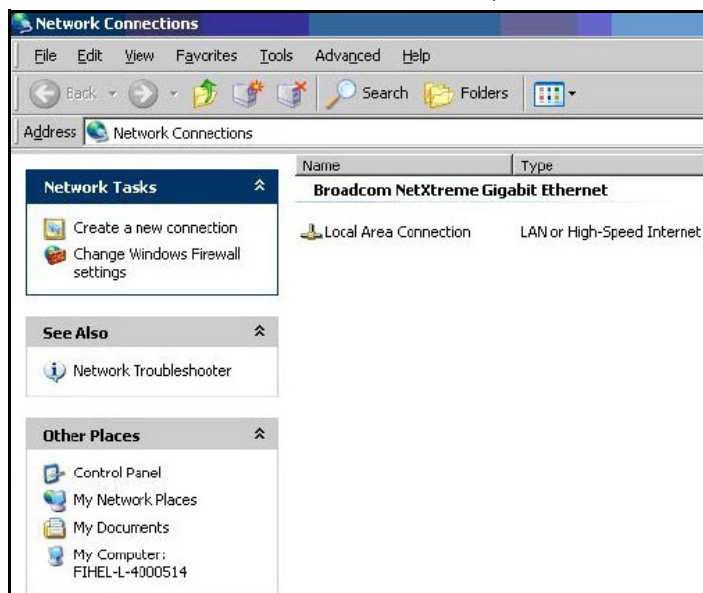 Network Connections
File Edit View Favorites Tools Advanced Help
Back Search Folders
Address Network Connections
Network Tasks
Create a new connection
Change Windows Firewall
settings
See Also
Network Troubleshooter
Other Places
Control Panel
My Network Places
My Documents
My Computer:
FIHEL-L-4000514
Name Type
Broadcom NetXtreme Gigabit Ethernet
Local Area Connection LAN or High-Speed Internet